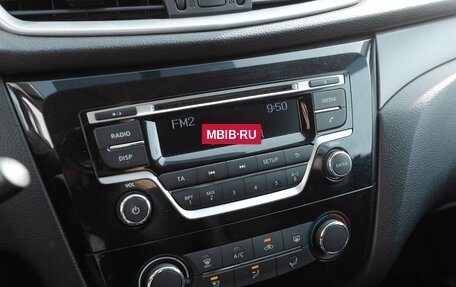 FM2
9:50
MBIB·RU
RADIO
MEDIA
DISP
TA
SETUP
VOL
RPT
1
MIX
2
3
4
5
6
A-Z
ENTER
A/C